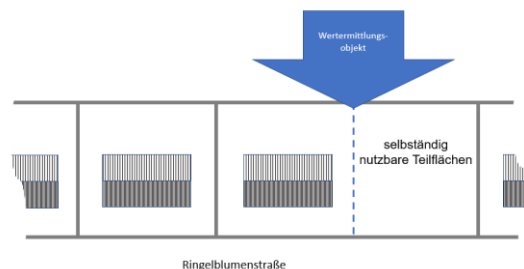 Wertermittlungs-
objekt
selbständig
nutzbare Teilflächen
Ringelblumenstraße